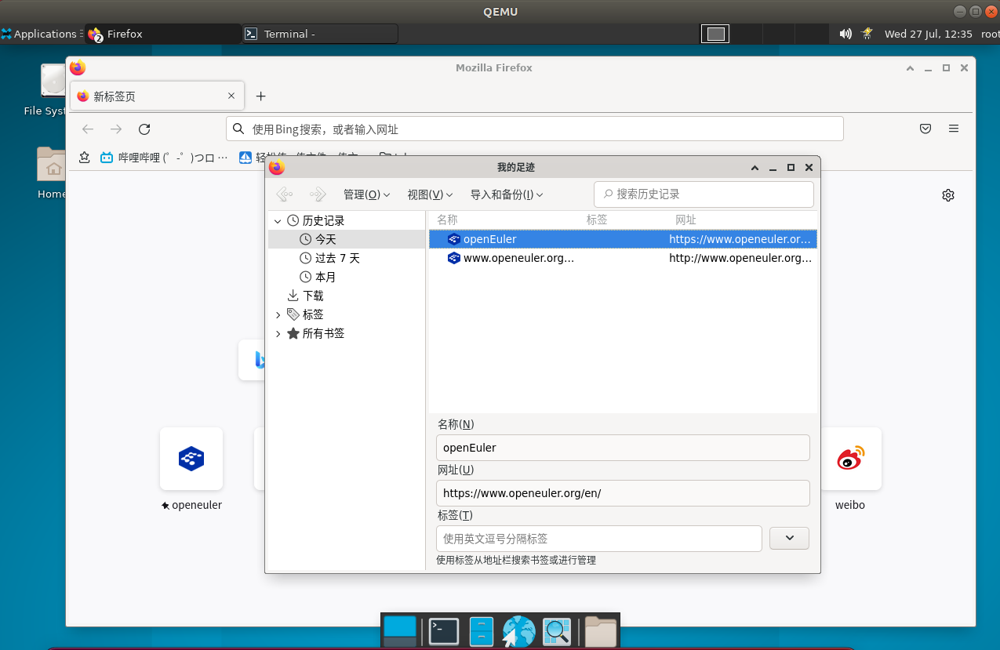 QEMU
Applications
2
Firefox
Terminal -
Wed 27 Jul, 12:35
root
Mozilla Firefox
File Syst
新标签页
使用Bing搜索，或者输入网址
哔哩哔哩 (゜-゜)つロ …
我的足迹
Home
管理(O)
视图(V)
导入和备份(I)
搜索历史记录
历史记录
今天
过去 7 天
本月
下载
标签
所有书签
名称 标签 网址
openEuler https://www.openeuler.or…
www.openeuler.org… http://www.openeuler.org…
名称(N)
openEuler
网址(U)
https://www.openeuler.org/en/
标签(T)
使用英文逗号分隔标签
使用标签从地址栏搜索书签或进行管理
openeuler
weibo